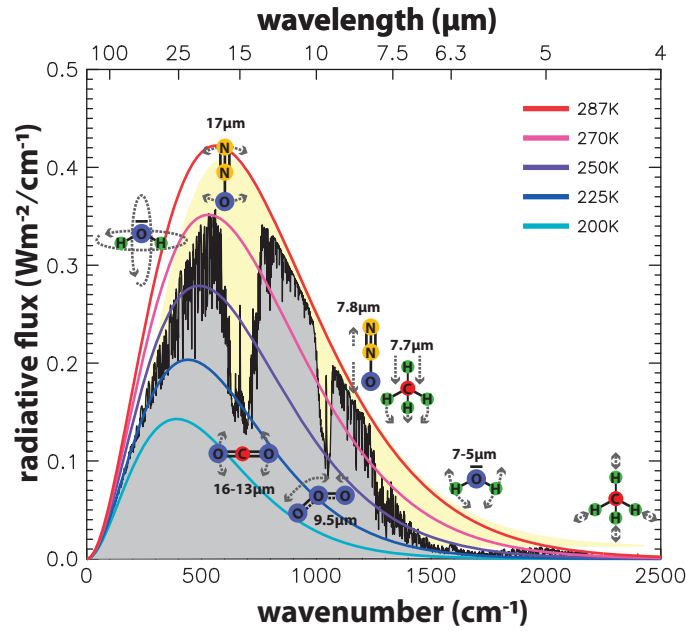 wavelength (μm)
100 25 15 10 7.5 6.3 5 4
0.5
0.4
0.3
0.2
0.1
0.0
radiative flux (Wm⁻²/cm⁻¹)
287K
270K
250K
225K
200K
17μm
N
N
O
O
H H
7.8μm
N
N
O
7.7μm
H
C
H H
H
O C O
16-13μm
O O
O
9.5μm
7-5μm
O
H H
H
C
H H
H
0 500 1000 1500 2000 2500
wavenumber (cm⁻¹)